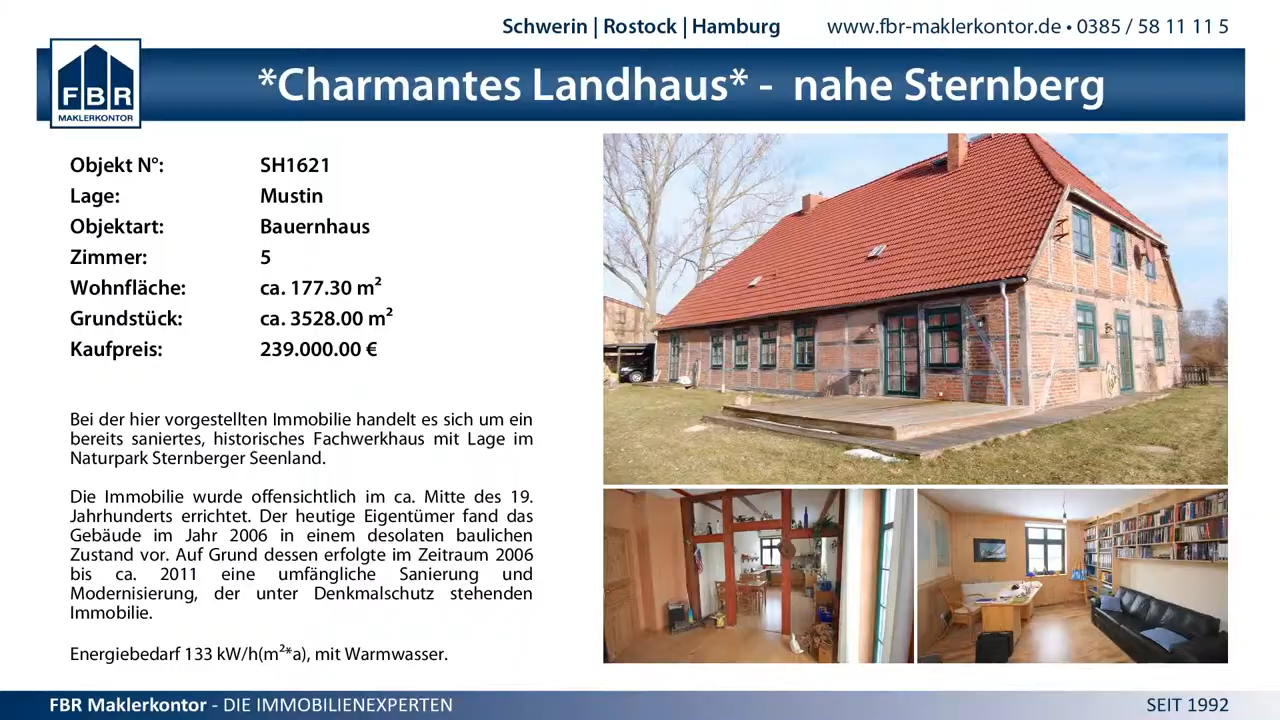 Schwerin | Rostock | Hamburg www.fbr-maklerkontor.de • 0385 / 58 11 11 5
FBR
MAKLERKONTOR
*Charmantes Landhaus* - nahe Sternberg
Objekt N°: SH1621
Lage: Mustin
Objektart: Bauernhaus
Zimmer: 5
Wohnfläche: ca. 177.30 m²
Grundstück: ca. 3528.00 m²
Kaufpreis: 239.000.00 €
Bei der hier vorgestellten Immobilie handelt es sich um ein
bereits saniertes, historisches Fachwerkhaus mit Lage im
Naturpark Sternberger Seenland.
Die Immobilie wurde offensichtlich im ca. Mitte des 19.
Jahrhunderts errichtet. Der heutige Eigentümer fand das
Gebäude im Jahr 2006 in einem desolaten baulichen
Zustand vor. Auf Grund dessen erfolgte im Zeitraum 2006
bis ca. 2011 eine umfängliche Sanierung und
Modernisierung, der unter Denkmalschutz stehenden
Immobilie.
Energiebedarf 133 kW/h(m²*a), mit Warmwasser.
FBR Maklerkontor - DIE IMMOBILIENEXPERTEN SEIT 1992